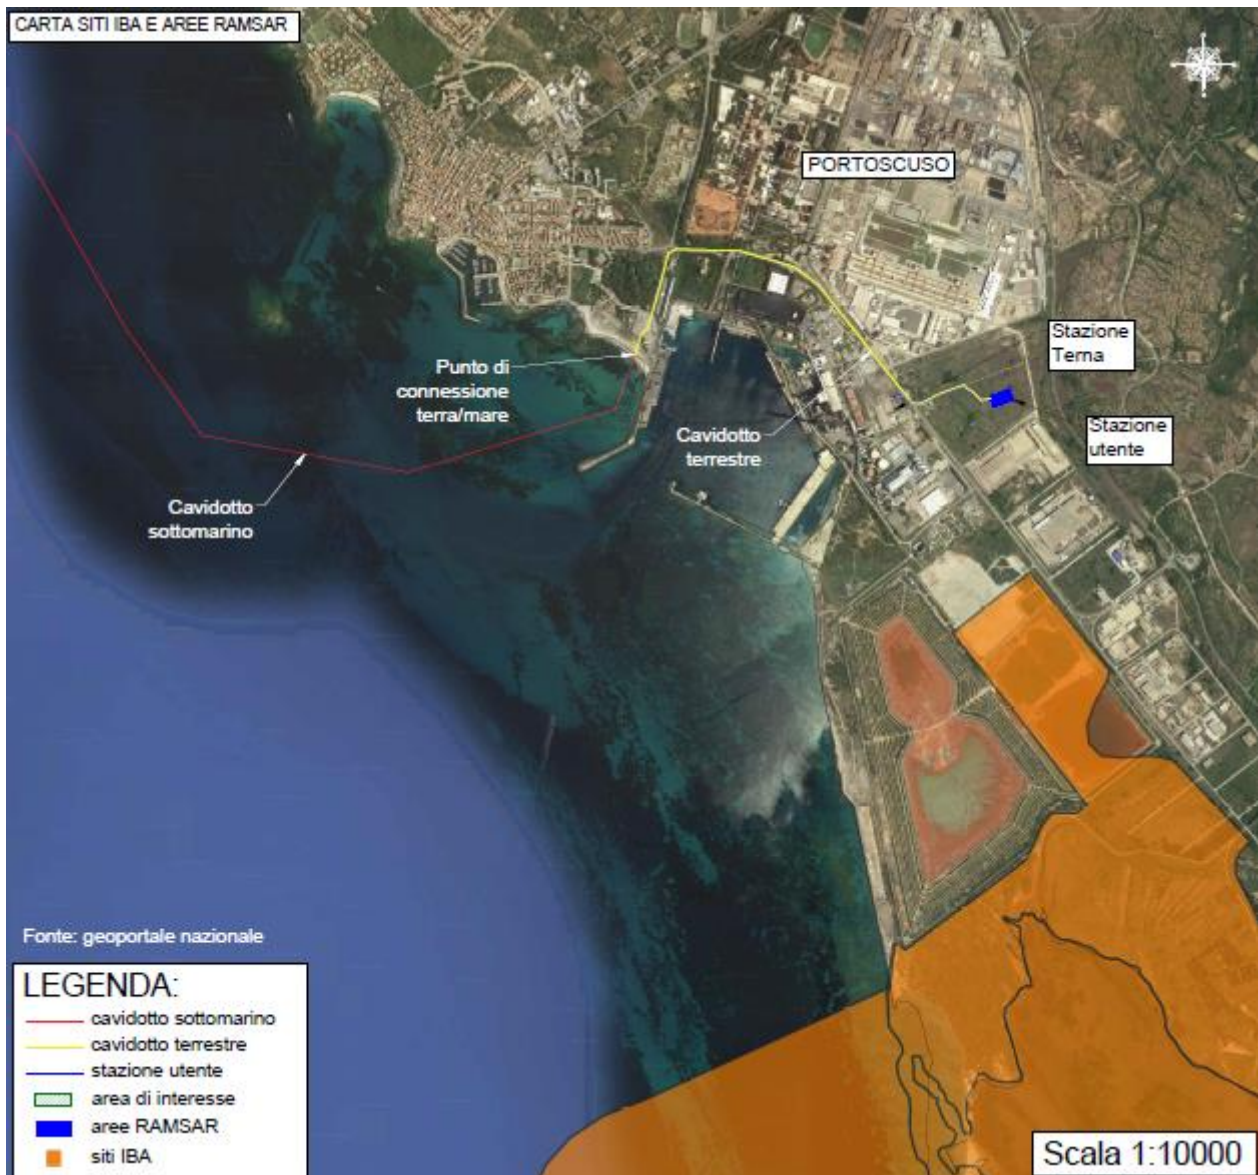 CARTA SITI IBA E AREE RAMSAR
PORTOSCUSO
Stazione
Terna
Punto di
connessione
terra/mare
Stazione
utente
Cavidotto
terrestre
Cavidotto
sottomarino
Fonte: geoportale nazionale
LEGENDA:
cavidotto sottomarino
cavidotto terrestre
stazione utente
area di interesse
aree RAMSAR
siti IBA
Scala 1:10000